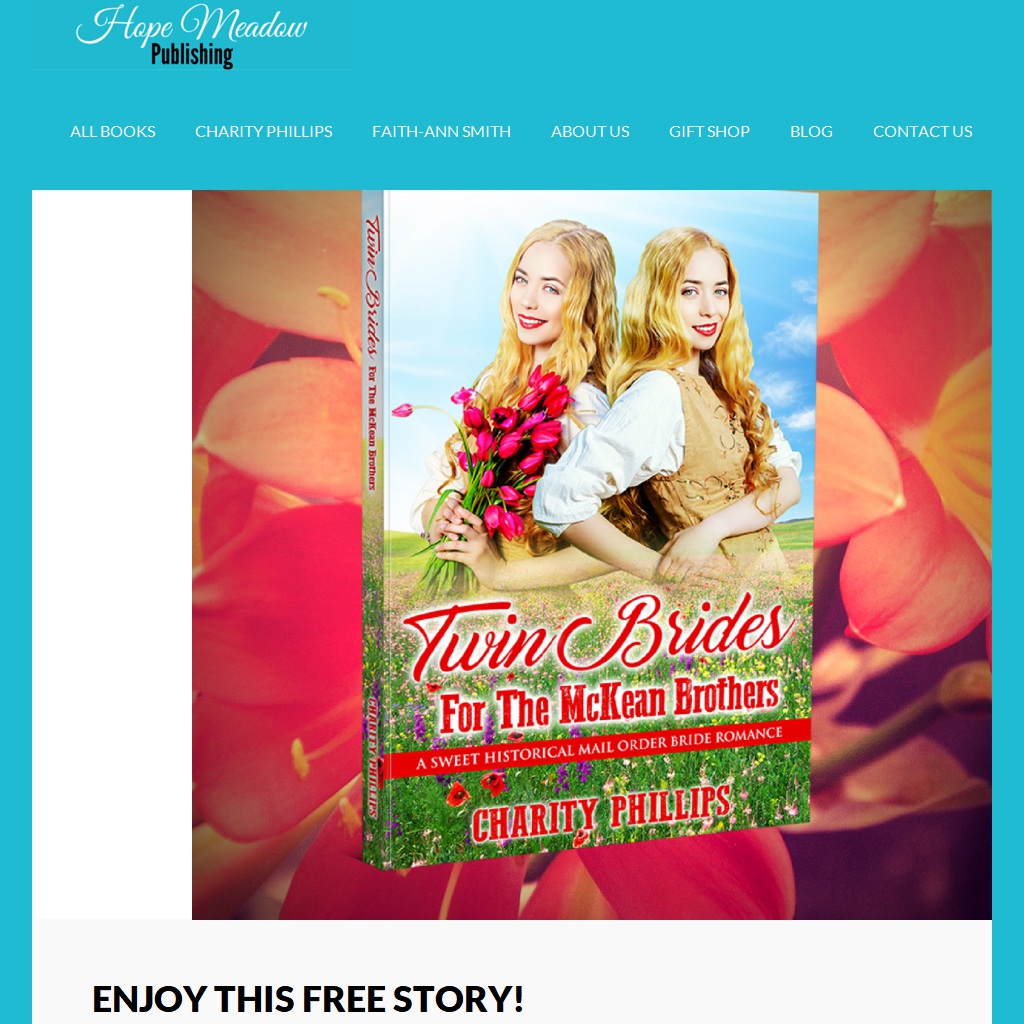 Hope Meadow
Publishing
ALL BOOKS CHARITY PHILLIPS FAITH-ANN SMITH ABOUT US GIFT SHOP BLOG CONTACT US
Twin Brides For The McKean Brothers CHARITY PHILLIPS
Twin Brides
For The McKean Brothers
A SWEET HISTORICAL MAIL ORDER BRIDE ROMANCE
CHARITY PHILLIPS
ENJOY THIS FREE STORY!